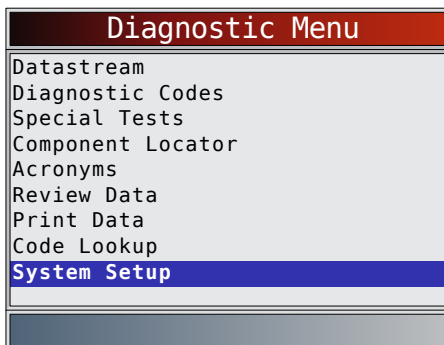 Diagnostic Menu
Datastream
Diagnostic Codes
Special Tests
Component Locator
Acronyms
Review Data
Print Data
Code Lookup
System Setup